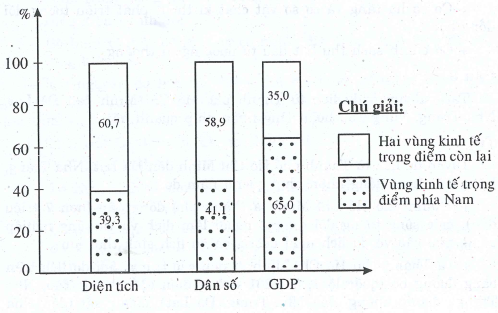 %
100
80
60
40
20
0
60,7
39,3
58,9
41,1
35,0
65,0
Diện tích
Dân số
GDP
Chú giải:
Hai vùng kinh tế
trọng điểm còn lại
Vùng kinh tế trọng
điểm phía Nam